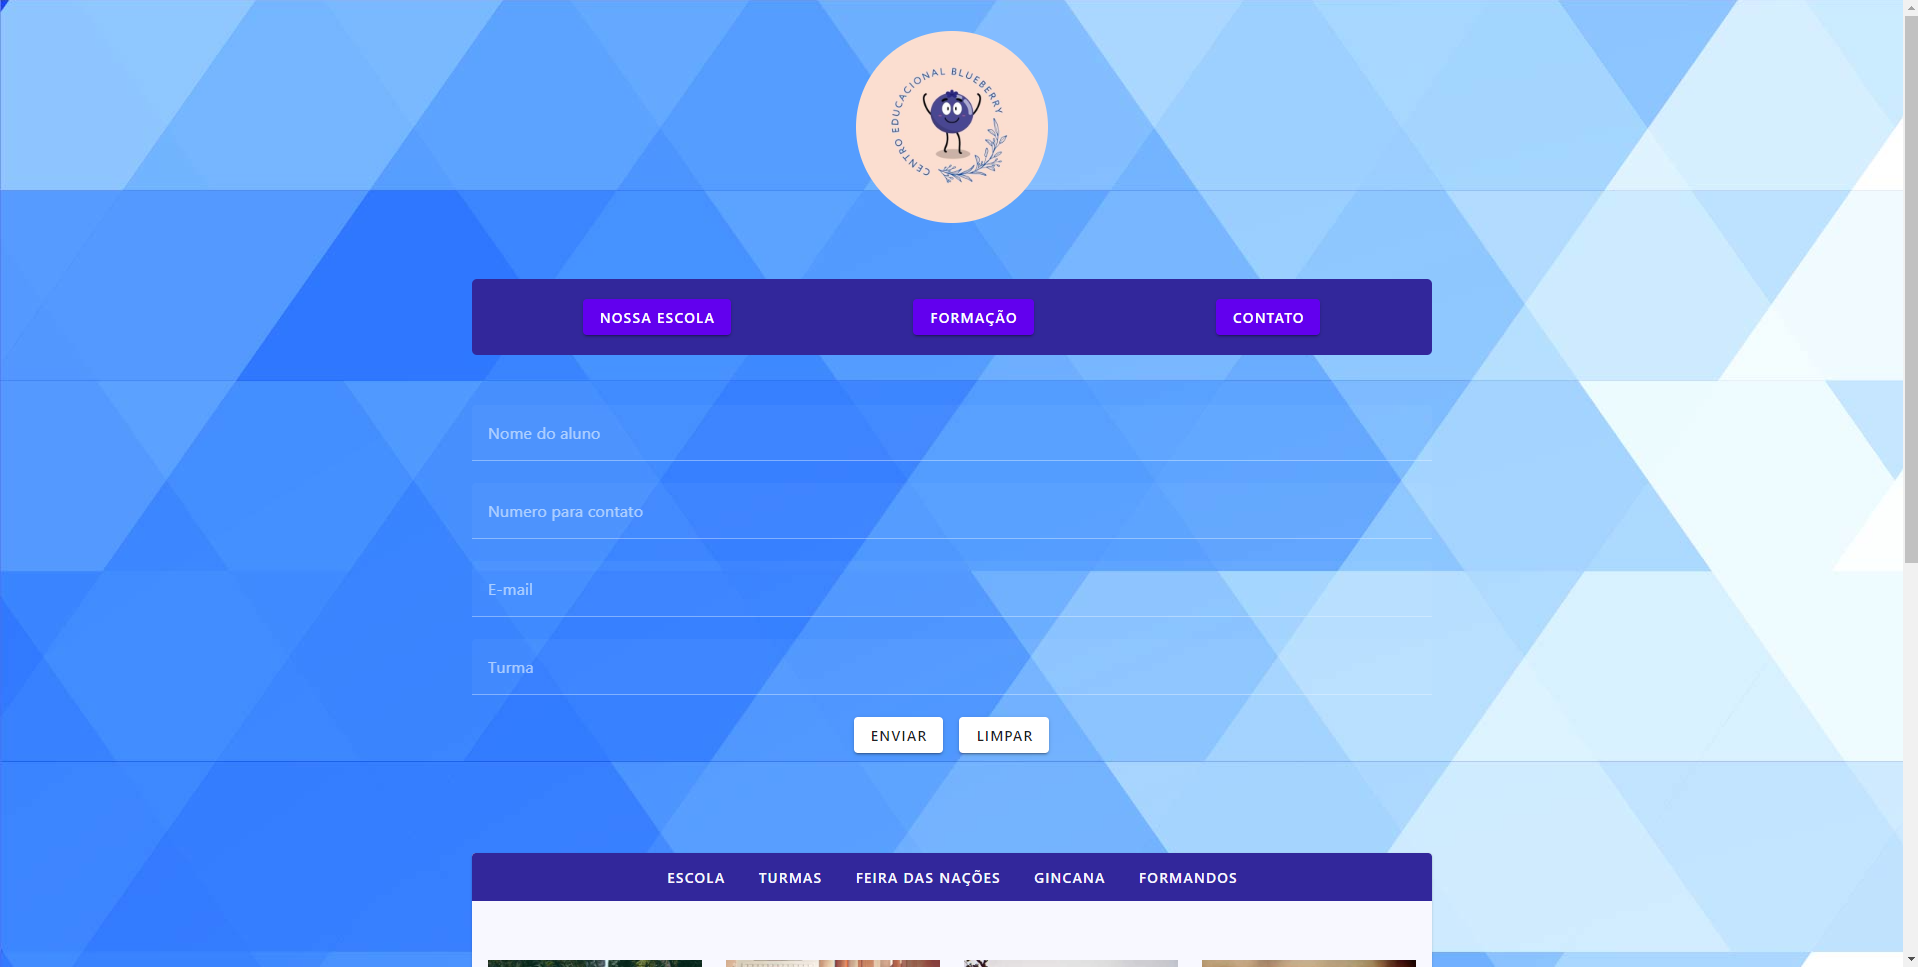 CENTRO EDUCACIONAL BLUEBERRY
NOSSA ESCOLA FORMAÇÃO CONTATO
Nome do aluno
Numero para contato
E-mail
Turma
ENVIAR LIMPAR
ESCOLA TURMAS FEIRA DAS NAÇÕES GINCANA FORMANDOS